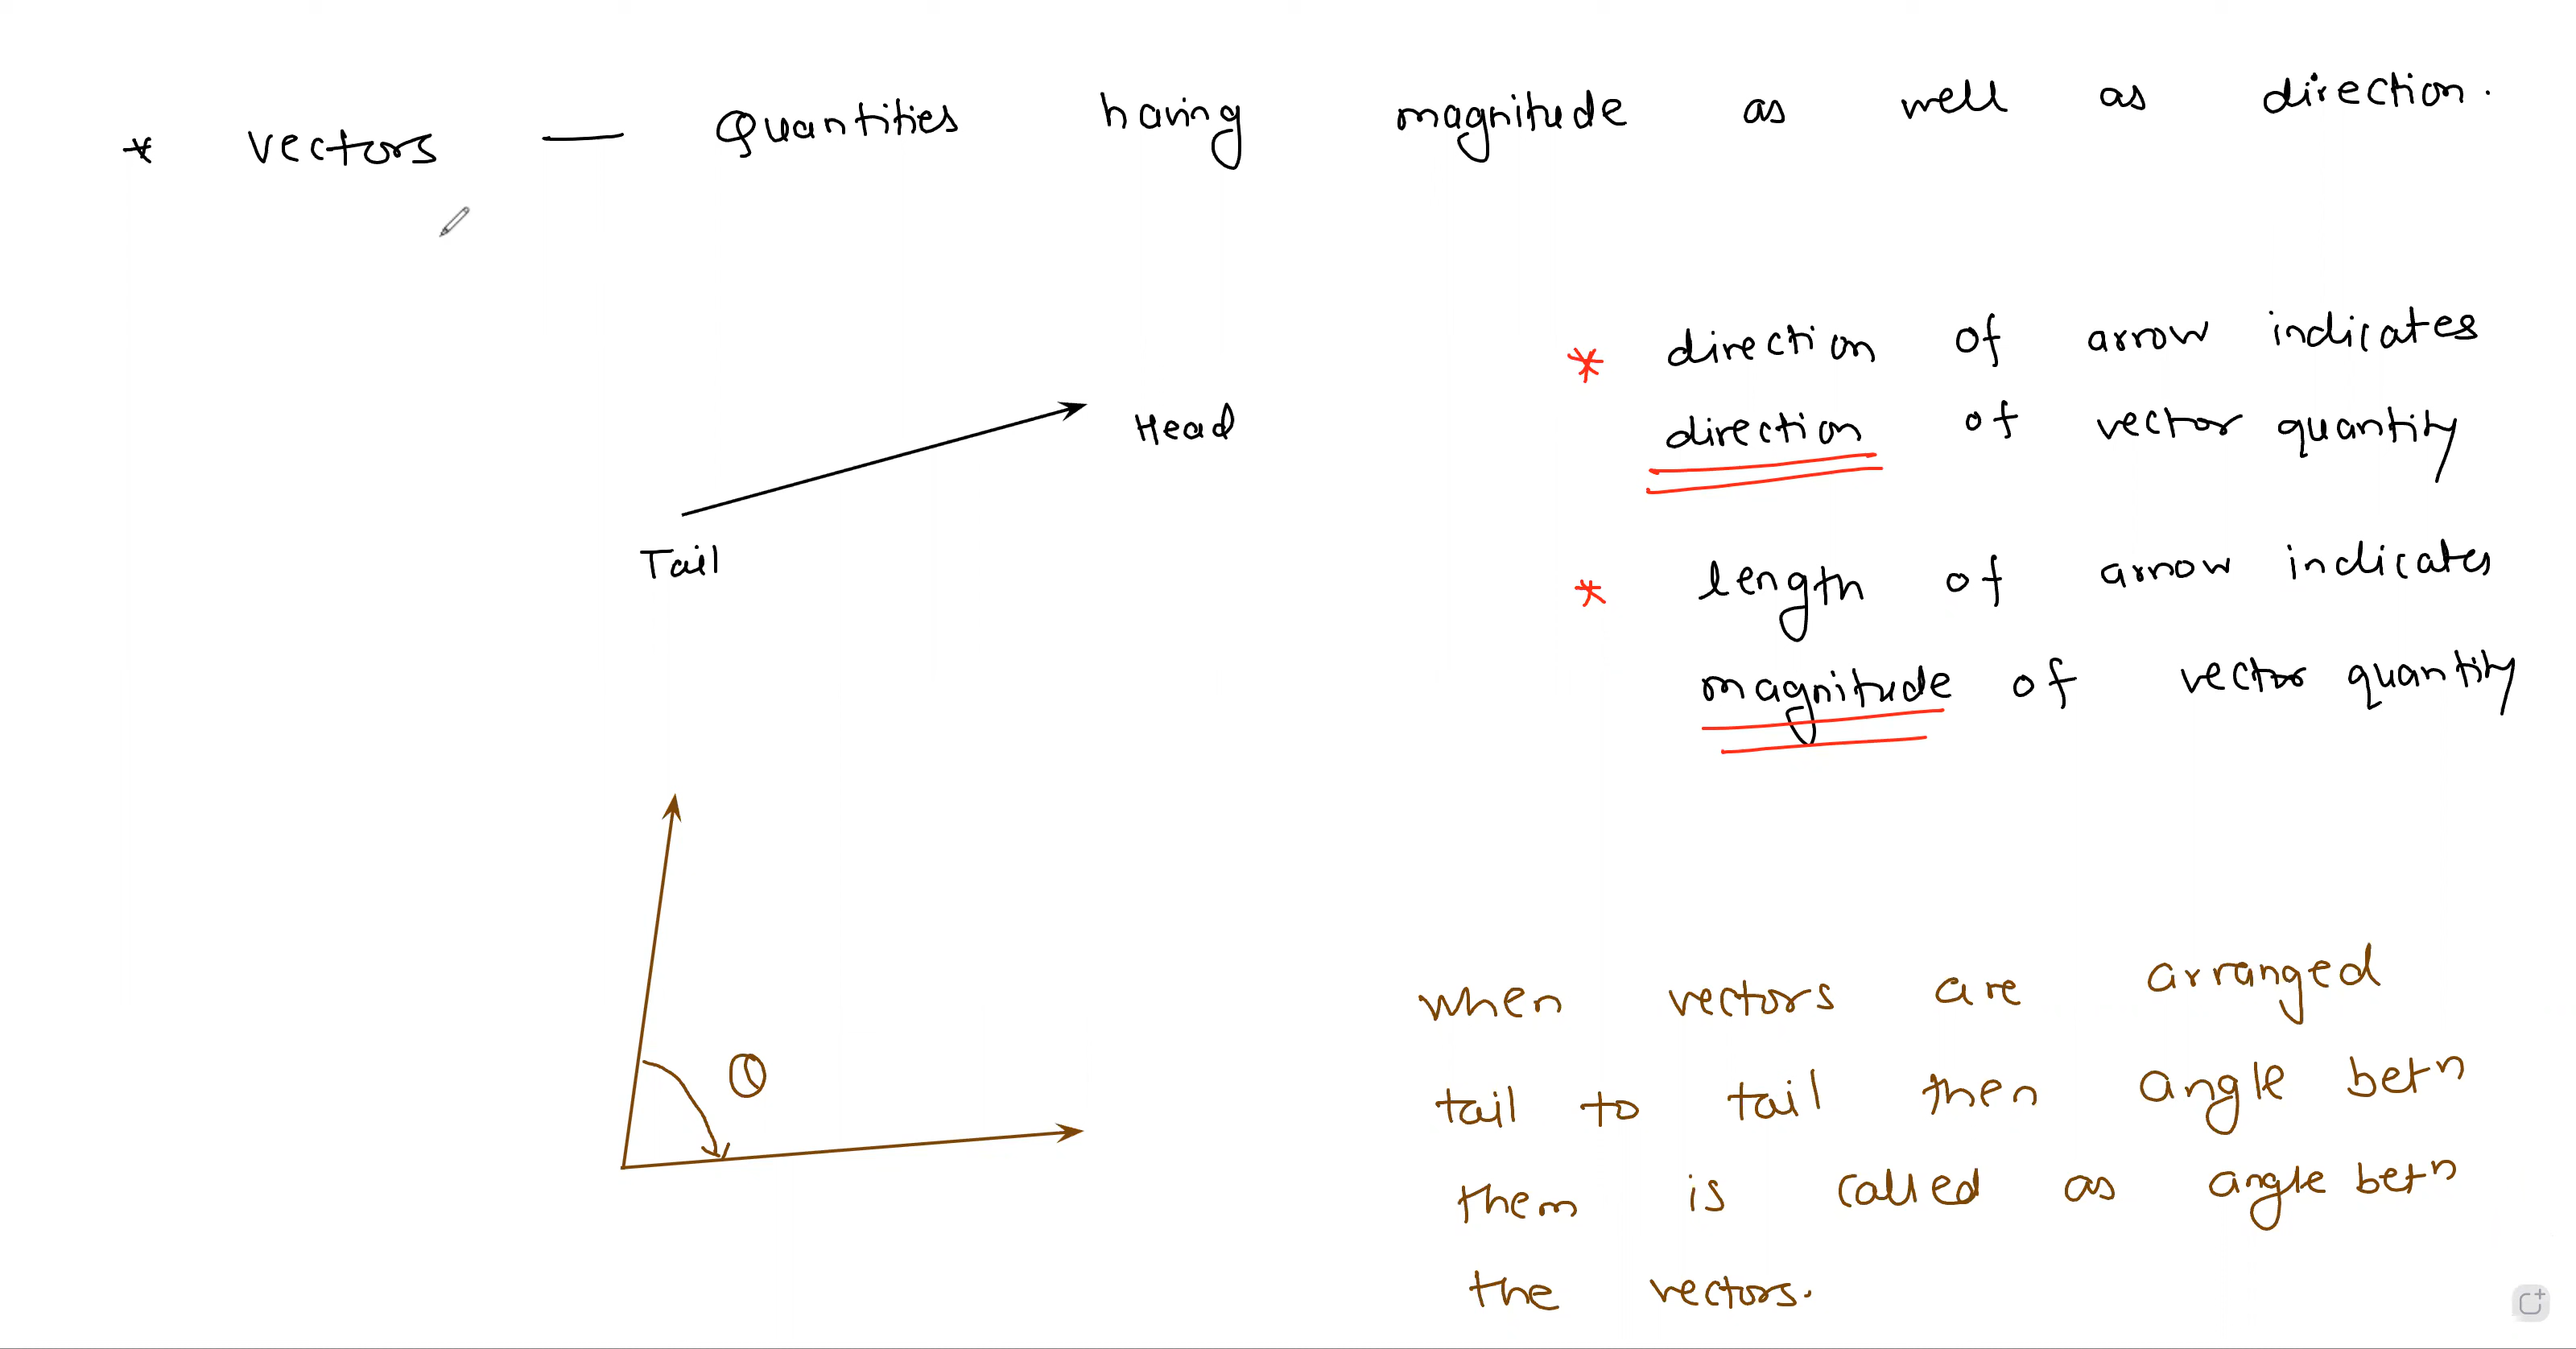 * vectors — Quantities having magnitude as well as direction.
* direction of arrow indicates
direction of vector quantity
Head
Tail
* length of arrow indicates
magnitude of vector quantity
θ
when vectors are arranged
tail to tail then angle betn
them is called as angle betn
the vectors.